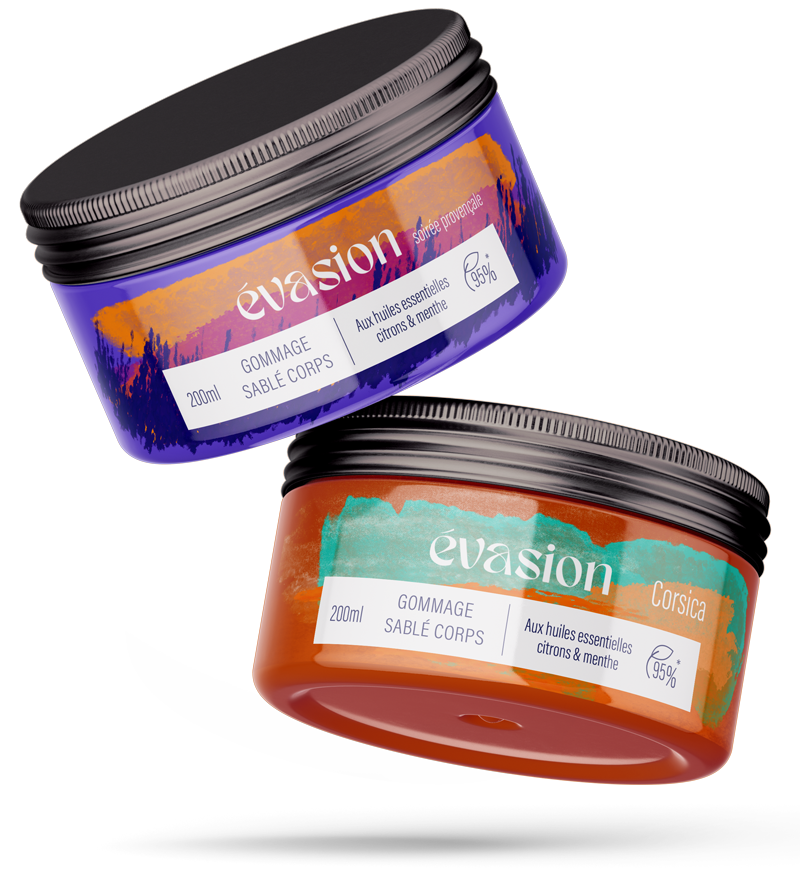 évasion soirée provençale
200ml
GOMMAGE
SABLÉ CORPS
Aux huiles essentielles
citrons & menthe
95%*
évasion Corsica
200ml
GOMMAGE
SABLÉ CORPS
Aux huiles essentielles
citrons & menthe
95%*